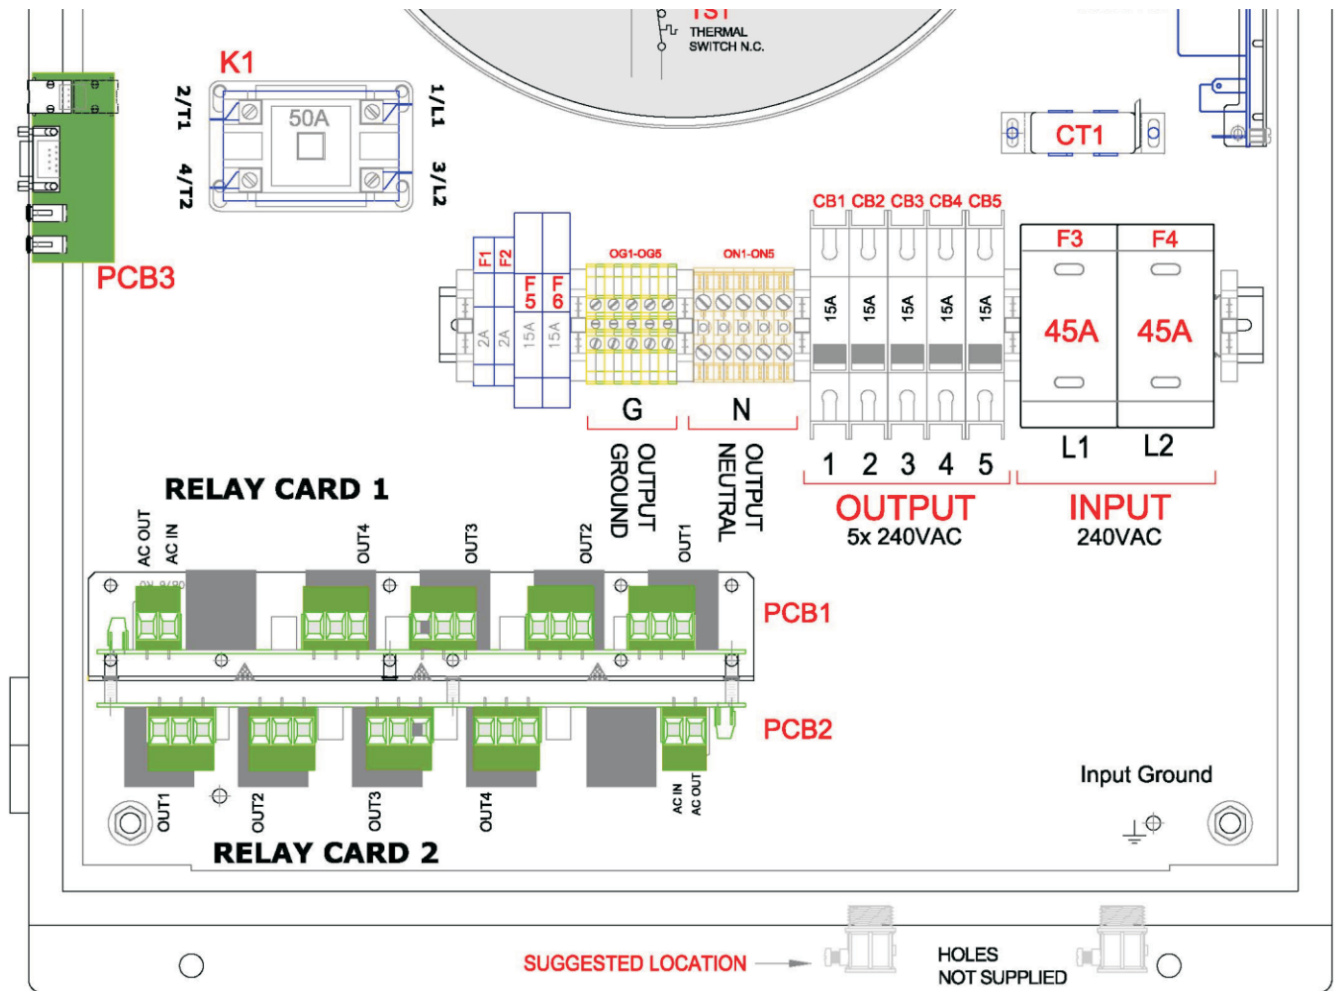 TS1
THERMAL
SWITCH N.C.
K1
2/T1
4/T2
50A
1/L1
3/L2
CT1
PCB3
CB1
CB2
CB3
CB4
CB5
F1
F2
F
5
F
6
2A
2A
15A
15A
OG1-OG5
ON1-ON5
15A
15A
15A
15A
15A
F3
F4
45A
45A
G
OUTPUT
GROUND
N
OUTPUT
NEUTRAL
1
2
3
4
5
OUTPUT
5x 240VAC
L1
L2
INPUT
240VAC
RELAY CARD 1
AC OUT
AC IN
OUT4
OUT3
OUT2
OUT1
PCB1
PCB2
OUT1
OUT2
OUT3
OUT4
AC IN
AC OUT
RELAY CARD 2
Input Ground
SUGGESTED LOCATION
HOLES
NOT SUPPLIED